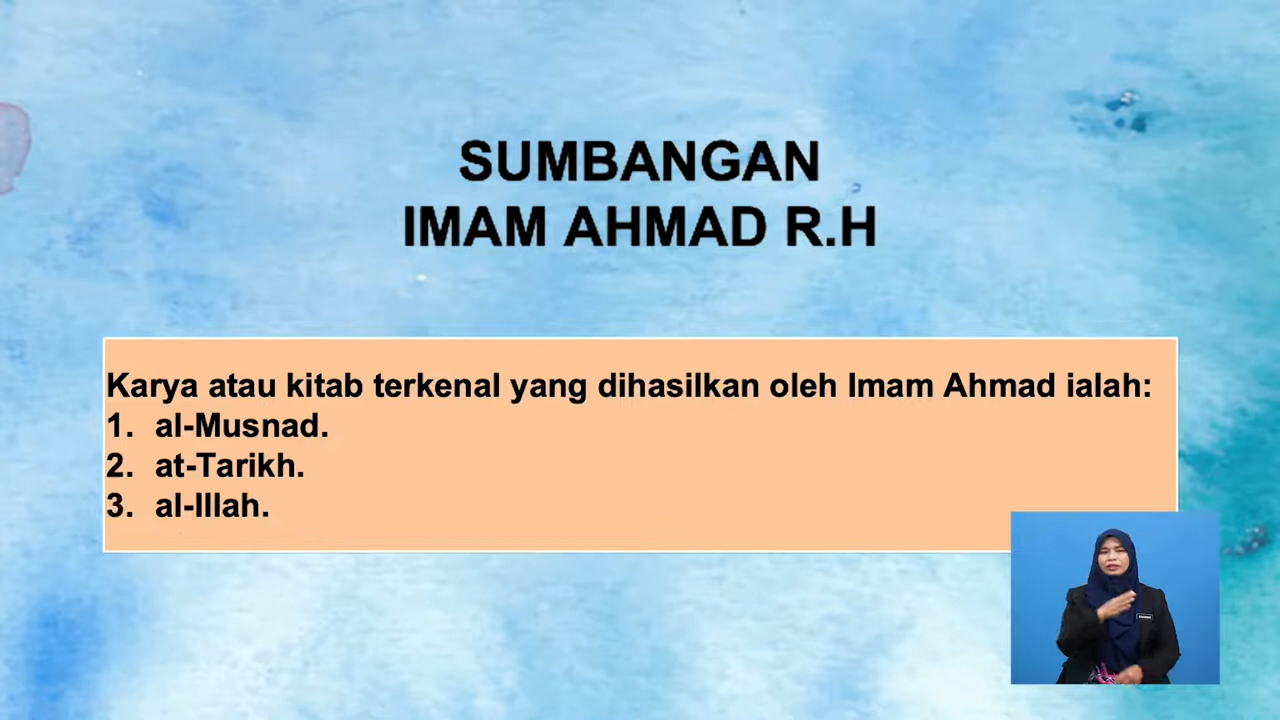 SUMBANGAN
IMAM AHMAD R.H
Karya atau kitab terkenal yang dihasilkan oleh Imam Ahmad ialah:
1. al-Musnad.
2. at-Tarikh.
3. al-Illah.